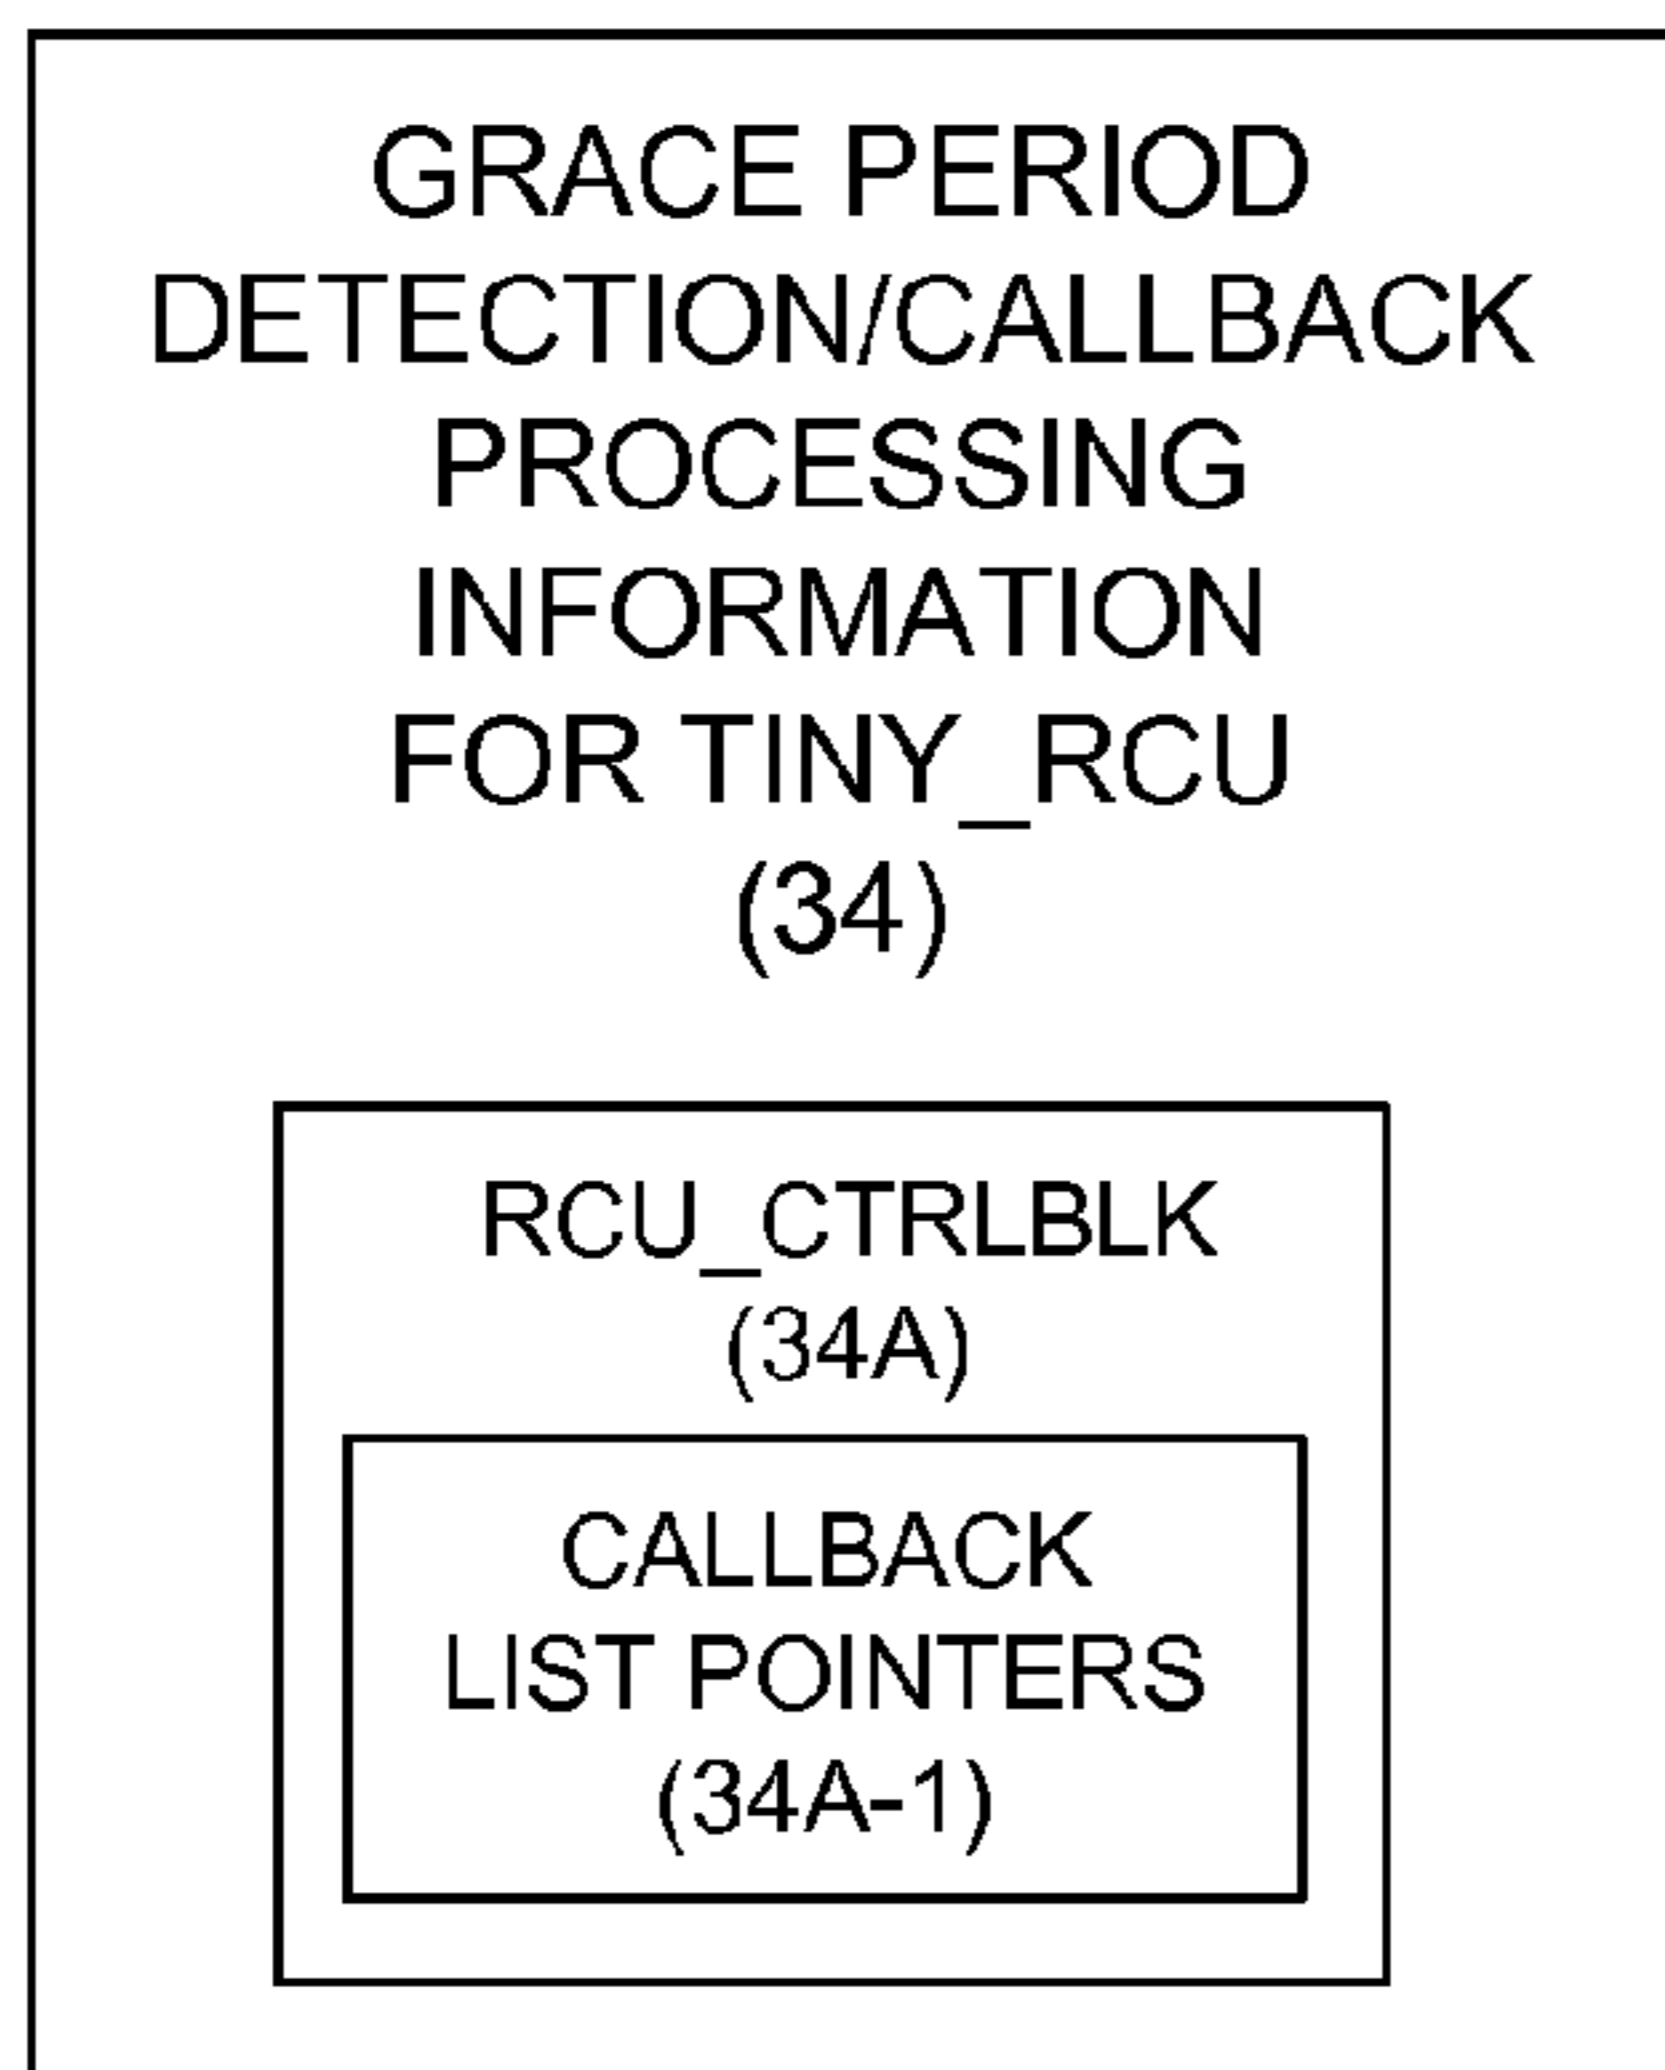 GRACE PERIOD
DETECTION/CALLBACK
PROCESSING
INFORMATION
FOR TINY_RCU
(34)
RCU_CTRLBLK
(34A)
CALLBACK
LIST POINTERS
(34A-1)